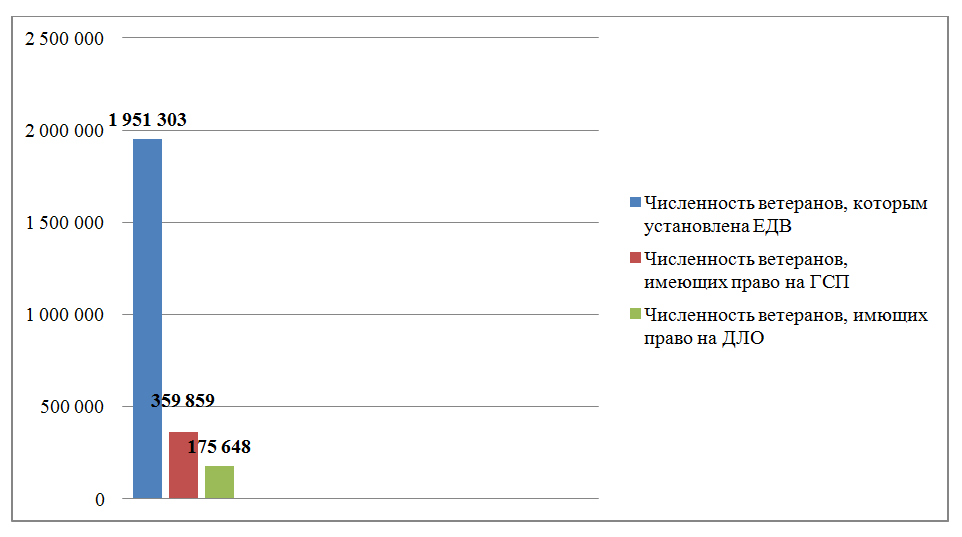 2 500 000
2 000 000
1 500 000
1 000 000
500 000
0
1 951 303
359 859
175 648
Численность ветеранов, которым
установлена ЕДВ
Численность ветеранов,
имеющих право на ГСП
Численность ветеранов, имющих
право на ДЛО